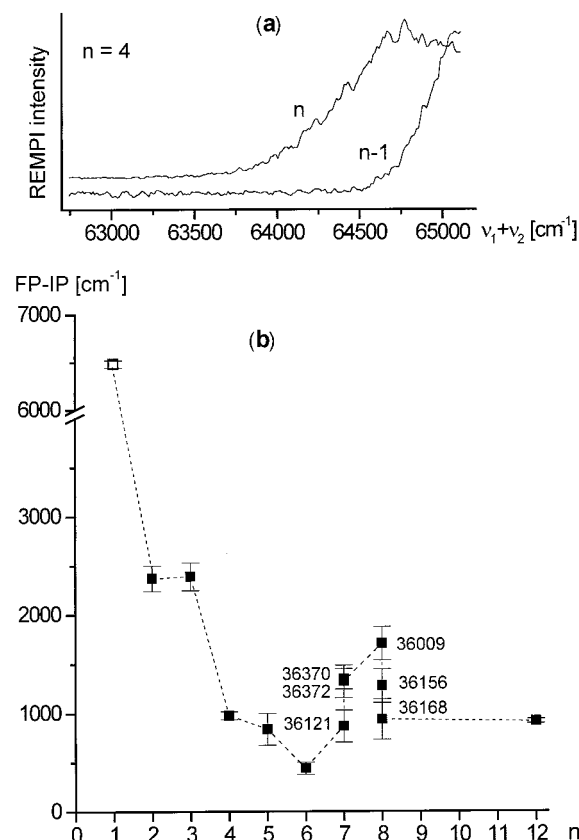 (a)
n = 4
REMPI intensity
n
n-1
63000 63500 64000 64500 65000 ν₁+ν₂ [cm⁻¹]
FP-IP [cm⁻¹]
(b)
7000
6000
3000
2000
1000
0
36009
36370
36372
36156
36168
36121
0 1 2 3 4 5 6 7 8 9 10 11 12 n